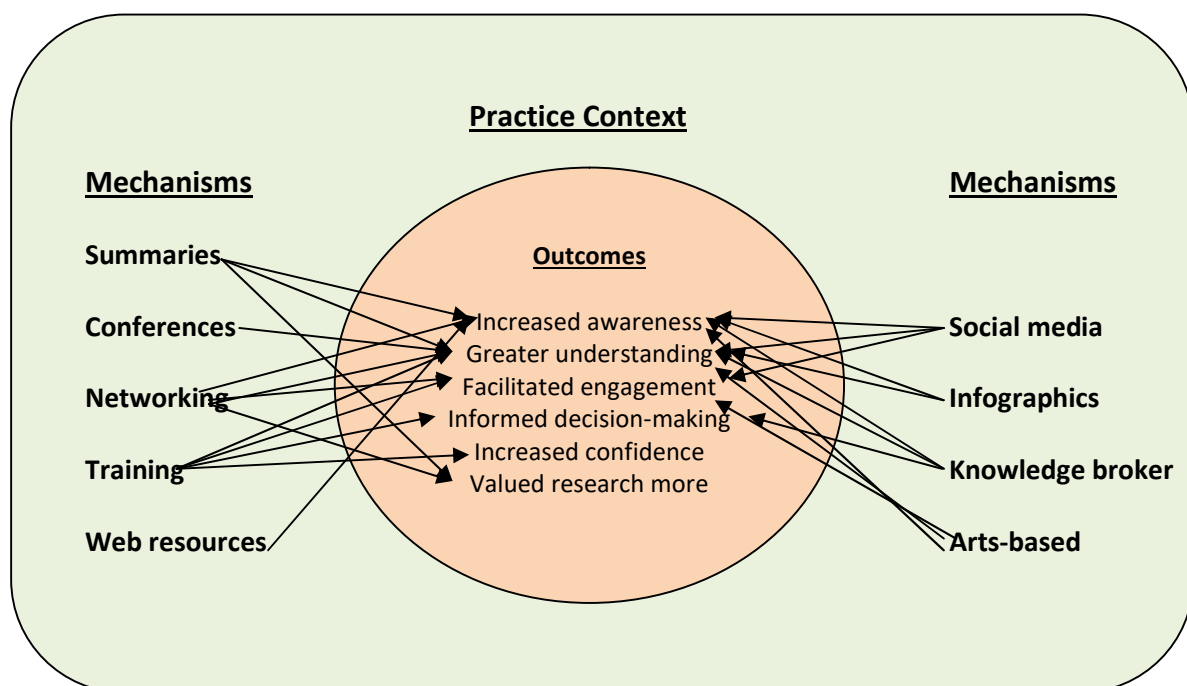 Practice Context
Mechanisms
Summaries
Conferences
Networking
Training
Web resources
Outcomes
Increased awareness
Greater understanding
Facilitated engagement
Informed decision-making
Increased confidence
Valued research more
Mechanisms
Social media
Infographics
Knowledge broker
Arts-based